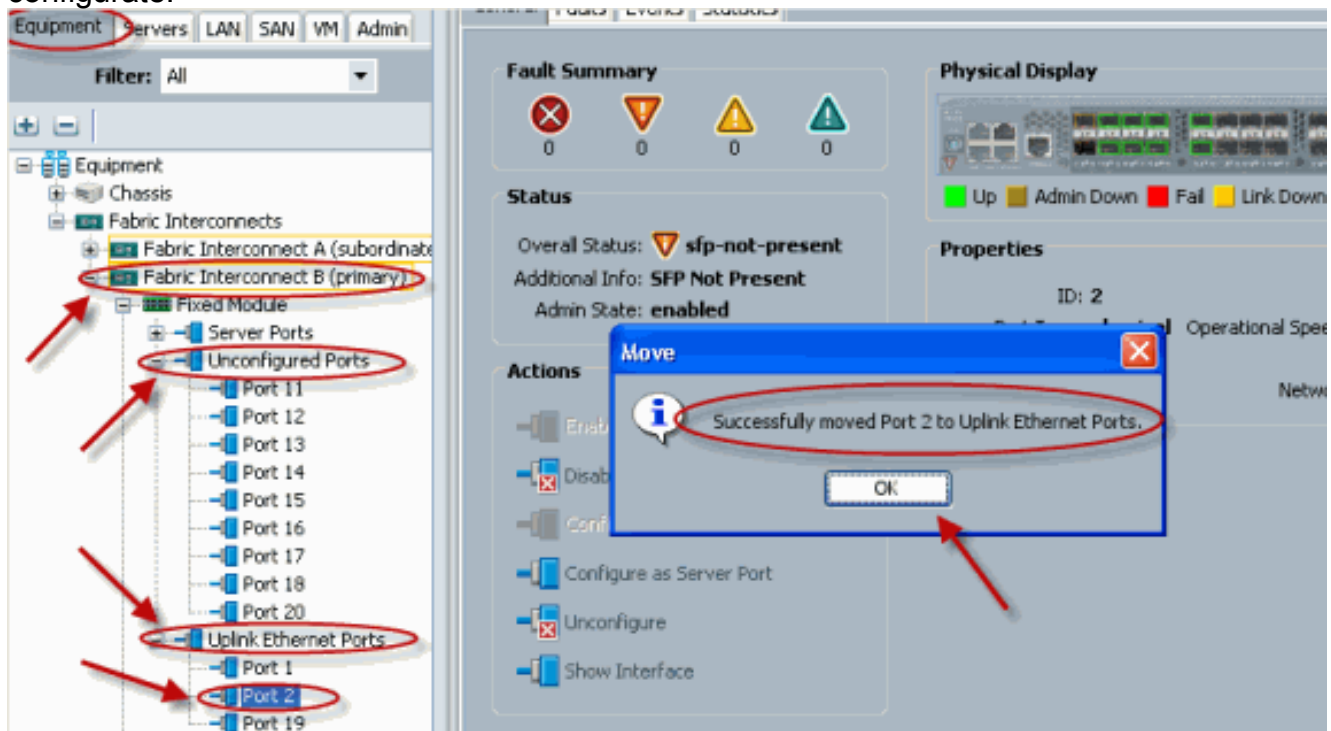 Equipment Servers LAN SAN VM Admin
Filter: All
Equipment
Chassis
Fabric Interconnects
Fabric Interconnect A (subordinate
Fabric Interconnect B (primary)
Fixed Module
Server Ports
Unconfigured Ports
Port 11
Port 12
Port 13
Port 14
Port 15
Port 16
Port 17
Port 18
Port 20
Uplink Ethernet Ports
Port 1
Port 2
Port 19
General Faults Events Statistics
Fault Summary
0 0 0 0
Status
Overall Status: sfp-not-present
Additional Info: SFP Not Present
Admin State: enabled
Actions
Enab
Disab
Conf
Configure as Server Port
Unconfigure
Show Interface
Physical Display
Up Admin Down Fail Link Down
Properties
ID: 2
Operational Spee
Netwo
Move
Successfully moved Port 2 to Uplink Ethernet Ports.
OK